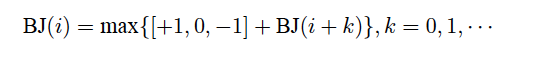 BJ(i) = max{[+1, 0, −1] + BJ(i + k)}, k = 0, 1, ⋯